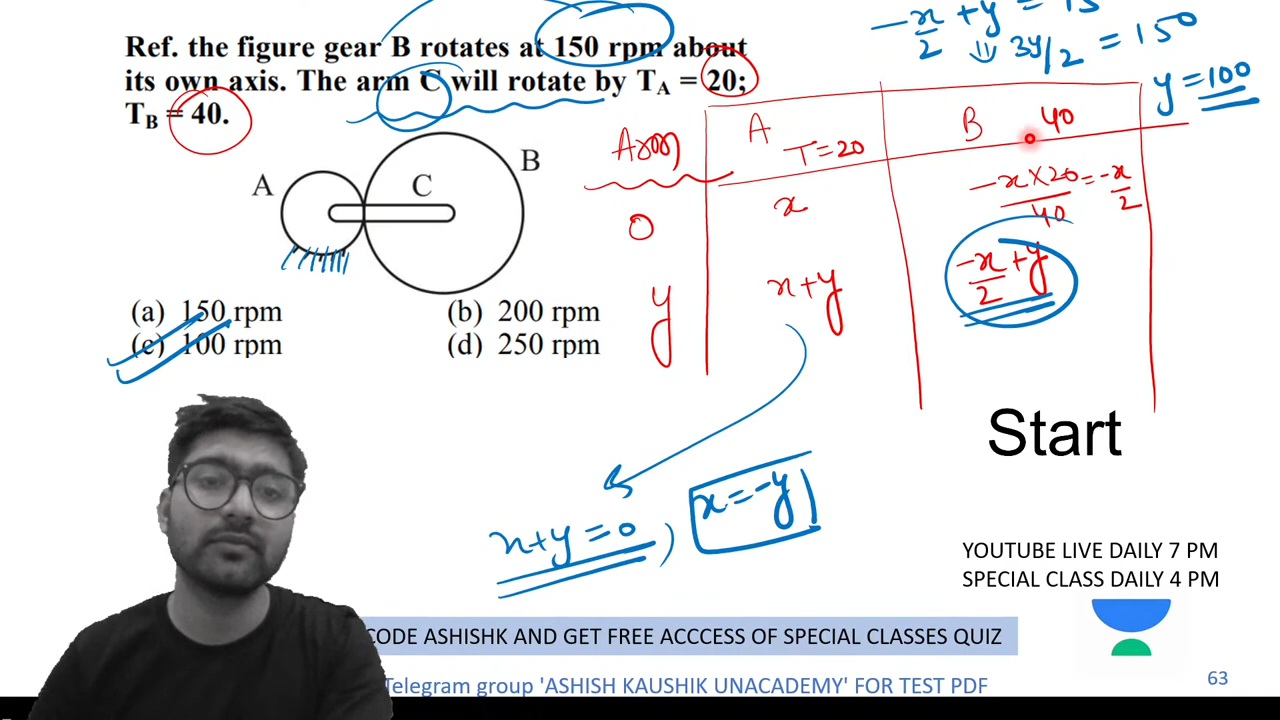 -x/2 + y = 15
⇓ 3y/2 = 150
y = 100
Ref. the figure gear B rotates at 150 rpm about
its own axis. The arm C will rotate by T_A = 20;
T_B = 40.
A
C
B
(a) 150 rpm
(b) 200 rpm
(c) 100 rpm
(d) 250 rpm
Arm
A
T=20
B
40
0
x
-x×20/40 = -x/2
y
x+y
-x/2 + y
x+y=0, x=-y
Start
YOUTUBE LIVE DAILY 7 PM
SPECIAL CLASS DAILY 4 PM
CODE ASHISHK AND GET FREE ACCCESS OF SPECIAL CLASSES QUIZ
Telegram group 'ASHISH KAUSHIK UNACADEMY' FOR TEST PDF
63